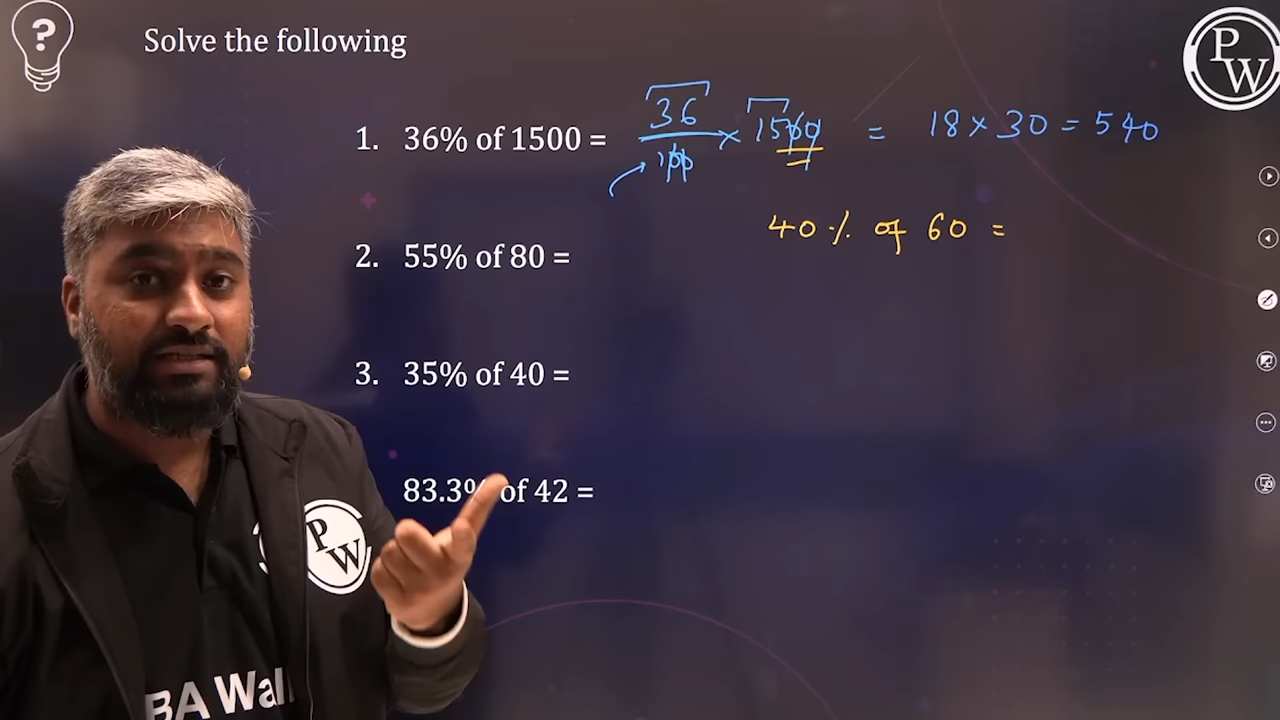 ?
Solve the following
PW
1. 36% of 1500 = 36/100 × 1500 = 18 × 30 = 540
40% of 60 =
2. 55% of 80 =
3. 35% of 40 =
83.3% of 42 =
PW
BA Wal